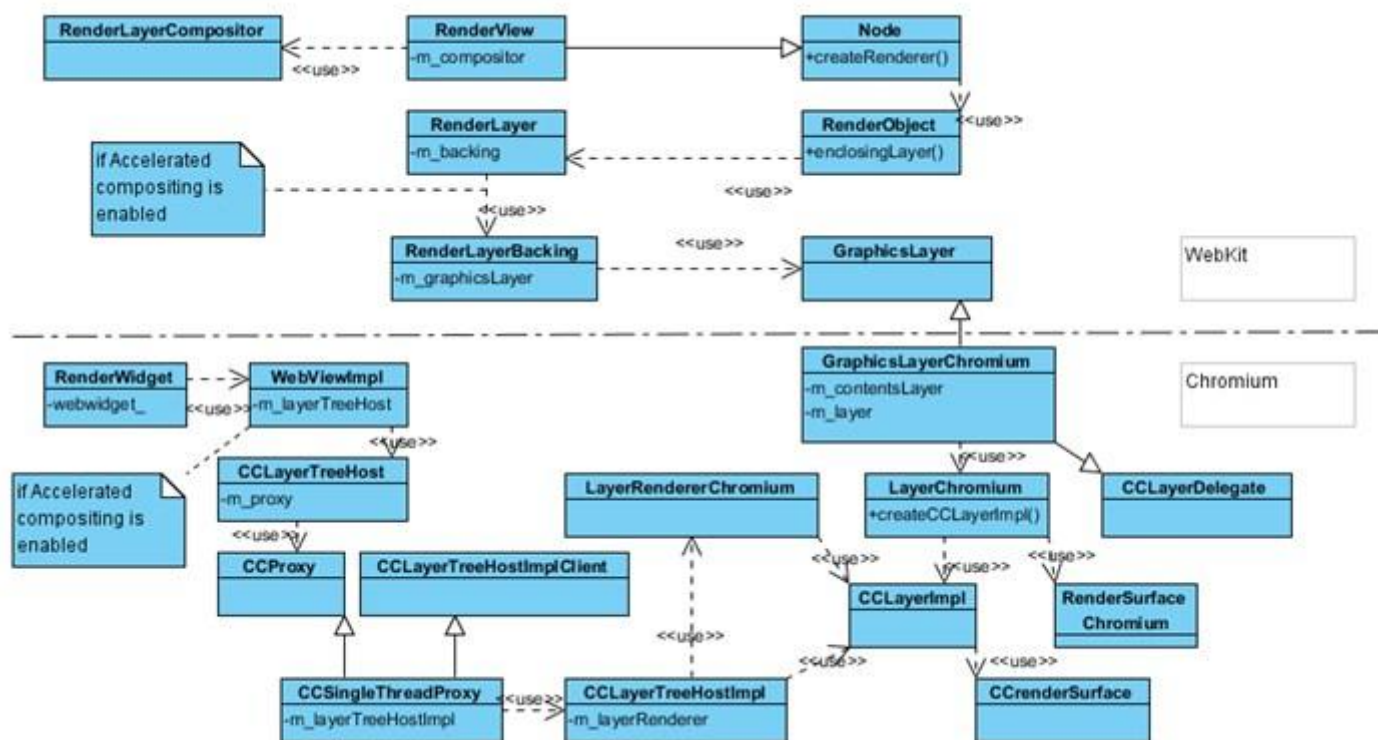 RenderLayerCompositor
RenderView
-m_compositor
Node
+createRenderer()
<<use>>
<<use>>
RenderLayer
-m_backing
RenderObject
+enclosingLayer()
if Accelerated
compositing is
enabled
<<use>>
<<use>>
RenderLayerBacking
-m_graphicsLayer
<<use>>
GraphicsLayer
WebKit
RenderWidget
-webwidget_
<<use>>
WebViewImpl
-m_layerTreeHost
GraphicsLayerChromium
-m_contentsLayer
-m_layer
Chromium
<<use>>
<<use>>
if Accelerated
compositing is
enabled
CCLayerTreeHost
-m_proxy
LayerRendererChromium
LayerChromium
+createCCLayerImpl()
CCLayerDelegate
<<use>>
<<use>>
<<use>>
CCProxy
CCLayerTreeHostImplClient
<<use>>
CCLayerImpl
RenderSurface
Chromium
<<use>>
<<use>>
<<use>>
CCSingleThreadProxy
-m_layerTreeHostImpl
<<use>>
CCLayerTreeHostImpl
-m_layerRenderer
CCrenderSurface